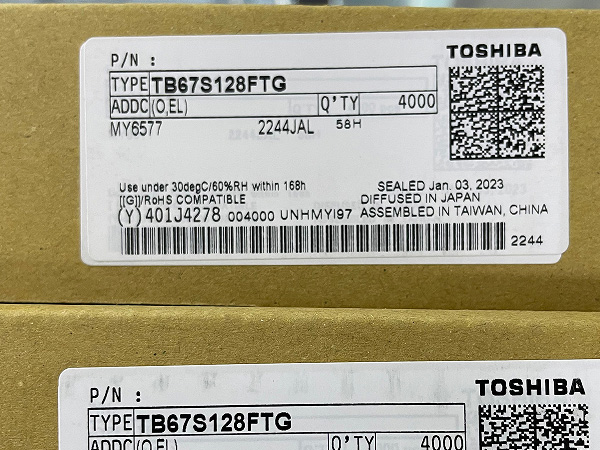 P/N :
TOSHIBA
TYPE TB67S128FTG
ADDC (O,EL) Q'TY 4000
MY6577 2244JAL 58H
Use under 30degC/60%RH within 168h
SEALED Jan. 03, 2023
[[G]]/RoHS COMPATIBLE
DIFFUSED IN JAPAN
(Y) 401J4278 004000 UNHMYI97 ASSEMBLED IN TAIWAN, CHINA
2244
P/N :
TOSHIBA
TYPE TB67S128FTG
ADDC (O,EL) Q'TY 4000